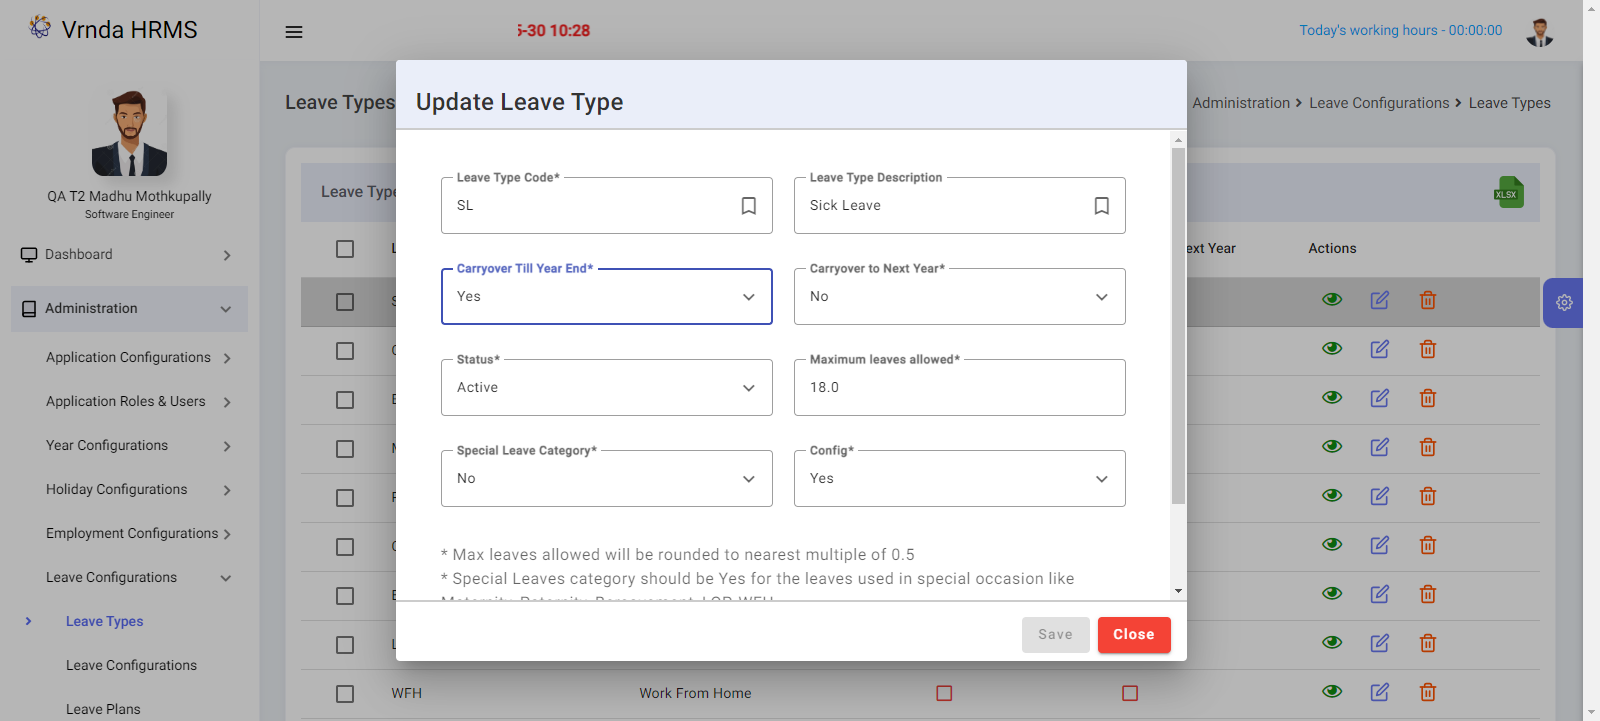 Vrnda HRMS
5-30 10:28
Today's working hours - 00:00:00
QA T2 Madhu Mothkupally
Software Engineer
Dashboard
Administration
Application Configurations
Application Roles & Users
Year Configurations
Holiday Configurations
Employment Configurations
Leave Configurations
Leave Types
Leave Configurations
Leave Plans
Leave Types
Administration > Leave Configurations > Leave Types
XLSX
Actions
WFH Work From Home
Update Leave Type
Leave Type Code*
SL
Leave Type Description
Sick Leave
Carryover Till Year End*
Yes
Carryover to Next Year*
No
Status*
Active
Maximum leaves allowed*
18.0
Special Leave Category*
No
Config*
Yes
* Max leaves allowed will be rounded to nearest multiple of 0.5
* Special Leaves category should be Yes for the leaves used in special occasion like
Save
Close